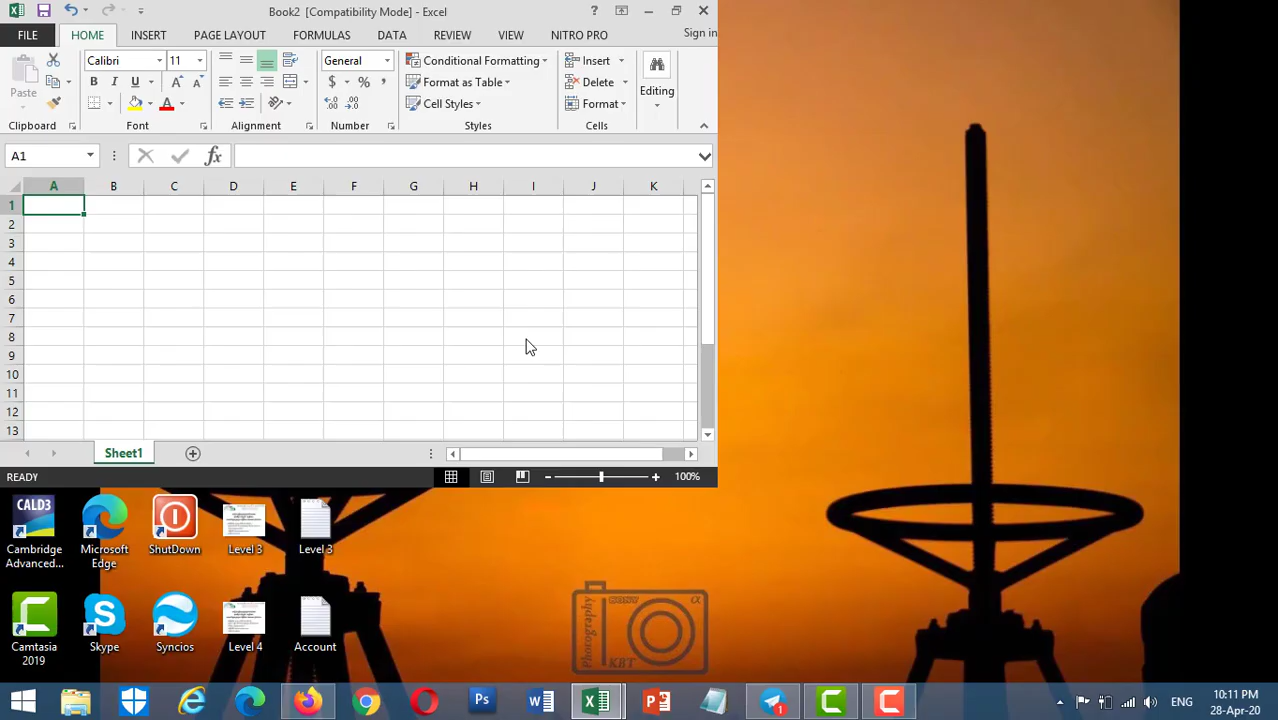 Book2 [Compatibility Mode] - Excel
FILE HOME INSERT PAGE LAYOUT FORMULAS DATA REVIEW VIEW NITRO PRO Sign in
Calibri 11 General Conditional Formatting Insert
Paste B I U $ % Format as Table Delete Editing
Cell Styles Format
Clipboard Font Alignment Number Styles Cells
A1 fx
A B C D E F G H I J K
1
2
3
4
5
6
7
8
9
10
11
12
13
Sheet1
READY 100%
CALD3
Cambridge Advanced... Microsoft Edge ShutDown Level 3 Level 3
Camtasia 2019 Skype Syncios Level 4 Account
Photography SONY α
KBT
ENG 10:11 PM
28-Apr-20